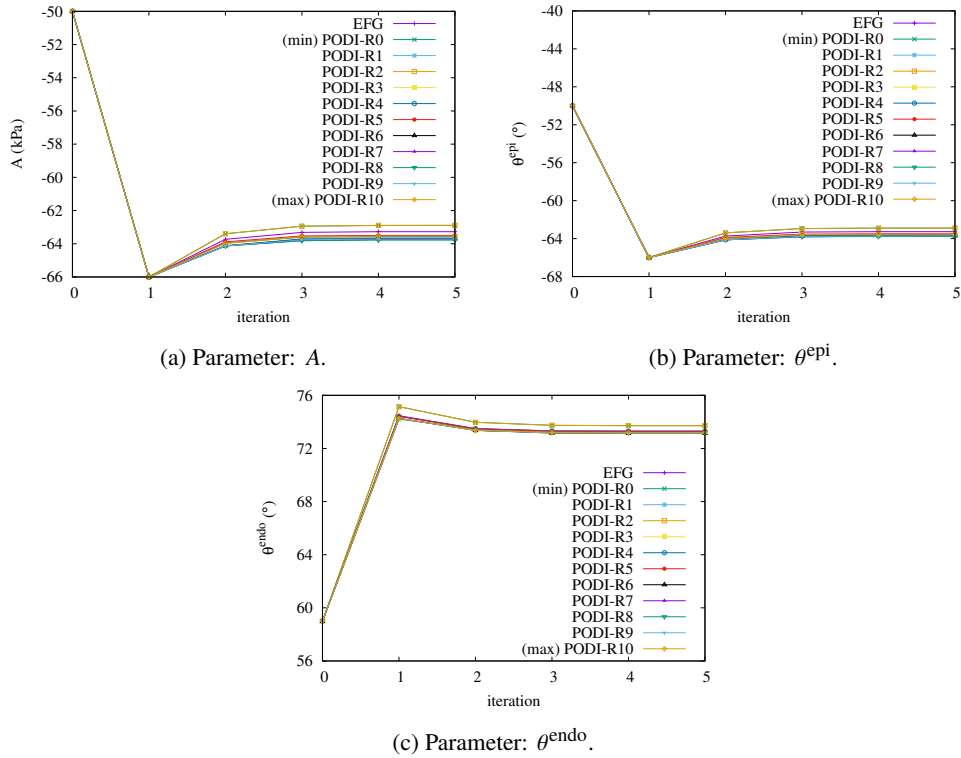 -50
-52
-54
-56
-58
-60
-62
-64
-66
A (kPa)
0 1 2 3 4 5
iteration
EFG
(min) PODI-R0
PODI-R1
PODI-R2
PODI-R3
PODI-R4
PODI-R5
PODI-R6
PODI-R7
PODI-R8
PODI-R9
(max) PODI-R10
(a) Parameter: A.
-40
-44
-48
-52
-56
-60
-64
-68
θepi (°)
0 1 2 3 4 5
iteration
EFG
(min) PODI-R0
PODI-R1
PODI-R2
PODI-R3
PODI-R4
PODI-R5
PODI-R6
PODI-R7
PODI-R8
PODI-R9
(max) PODI-R10
(b) Parameter: θepi.
76
72
68
64
60
56
θendo (°)
0 1 2 3 4 5
iteration
EFG
(min) PODI-R0
PODI-R1
PODI-R2
PODI-R3
PODI-R4
PODI-R5
PODI-R6
PODI-R7
PODI-R8
PODI-R9
(max) PODI-R10
(c) Parameter: θendo.